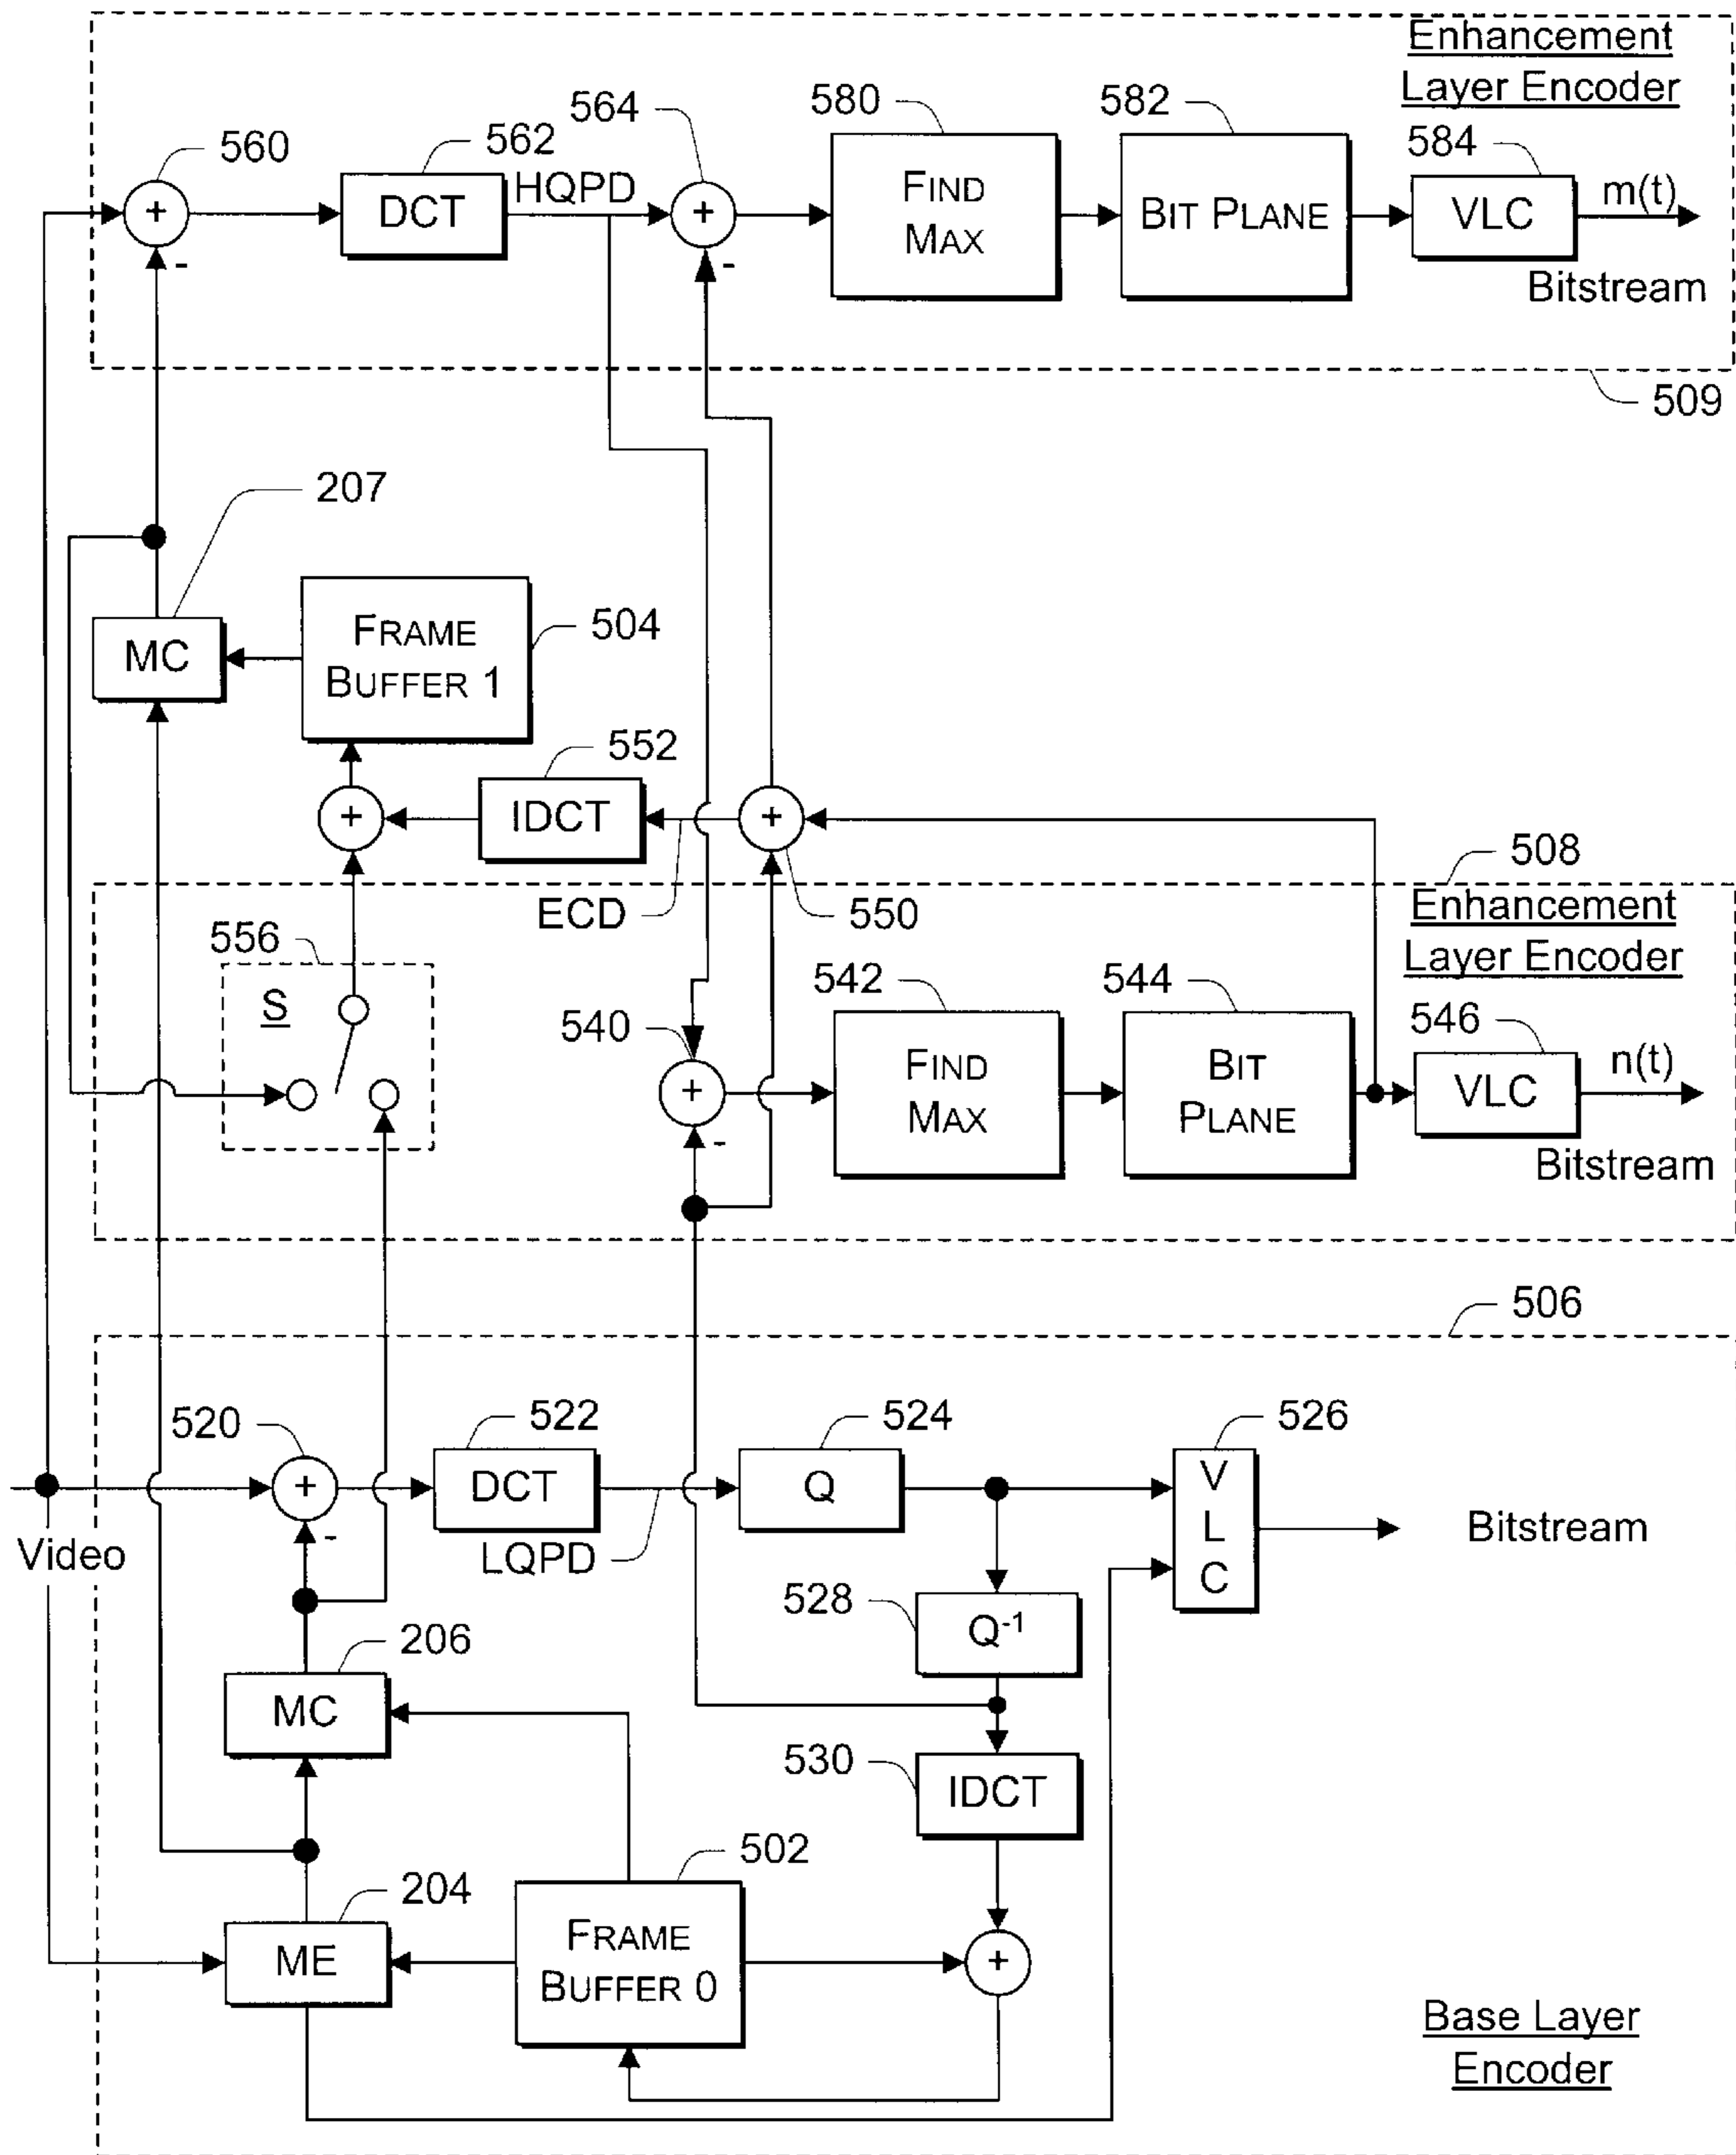 Enhancement
Layer Encoder
560
562
564
580
582
584
+
DCT
HQPD
+
FIND
MAX
BIT PLANE
VLC
m(t)
-
-
Bitstream
509
207
MC
FRAME
BUFFER 1
504
552
+
IDCT
+
508
ECD
550
Enhancement
Layer Encoder
556
S
540
542
544
546
+
FIND
MAX
BIT
PLANE
VLC
n(t)
-
Bitstream
506
520
522
524
526
+
DCT
Q
V
L
C
-
Video
LQPD
Bitstream
528
Q-1
206
MC
530
IDCT
502
204
ME
FRAME
BUFFER 0
+
Base Layer
Encoder